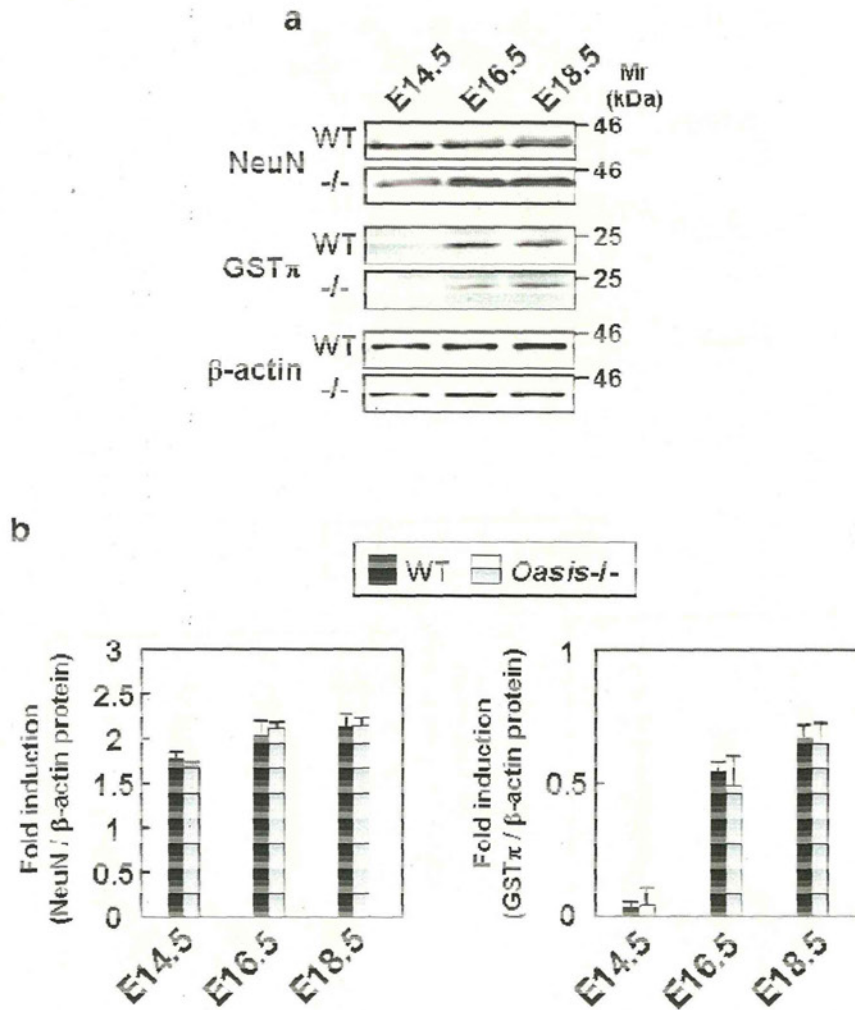 a
E14.5 E16.5 E18.5 Mr (kDa)
NeuN WT 46
-/- 46
GSTπ WT 25
-/- 25
β-actin WT 46
-/- 46
b
WT Oasis-/-
Fold induction
(NeuN / β-actin protein)
3
2.5
2
1.5
1
0.5
0
E14.5 E16.5 E18.5
Fold induction
(GSTπ / β-actin protein)
1
0.5
0
E14.5 E16.5 E18.5